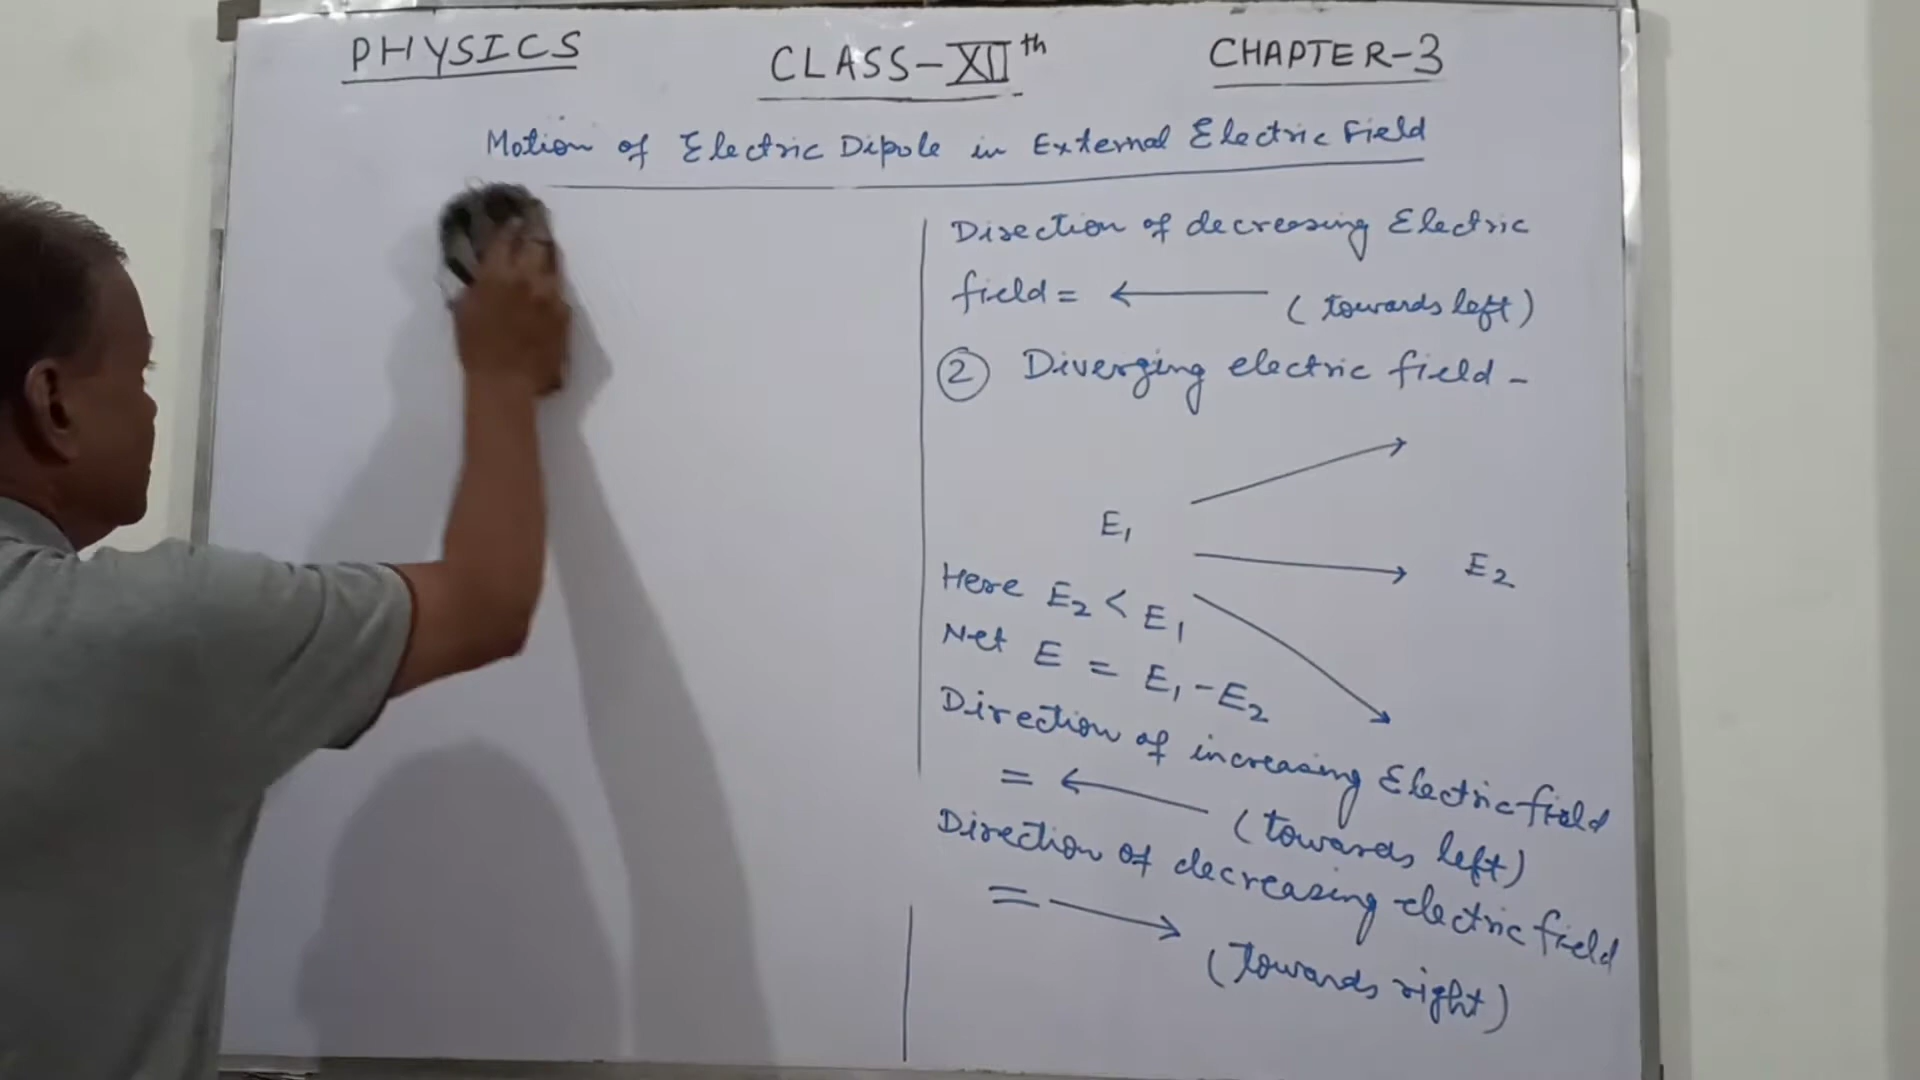 PHYSICS CLASS-XIIth CHAPTER-3
Motion of Electric Dipole in External Electric Field
Direction of decreasing Electric
field = ← (towards left)
② Diverging electric field -
E₁
E₂
Here E₂ < E₁
Net E = E₁-E₂
Direction of increasing Electric field
= ← (towards left)
Direction of decreasing electric field
= →
(towards right)